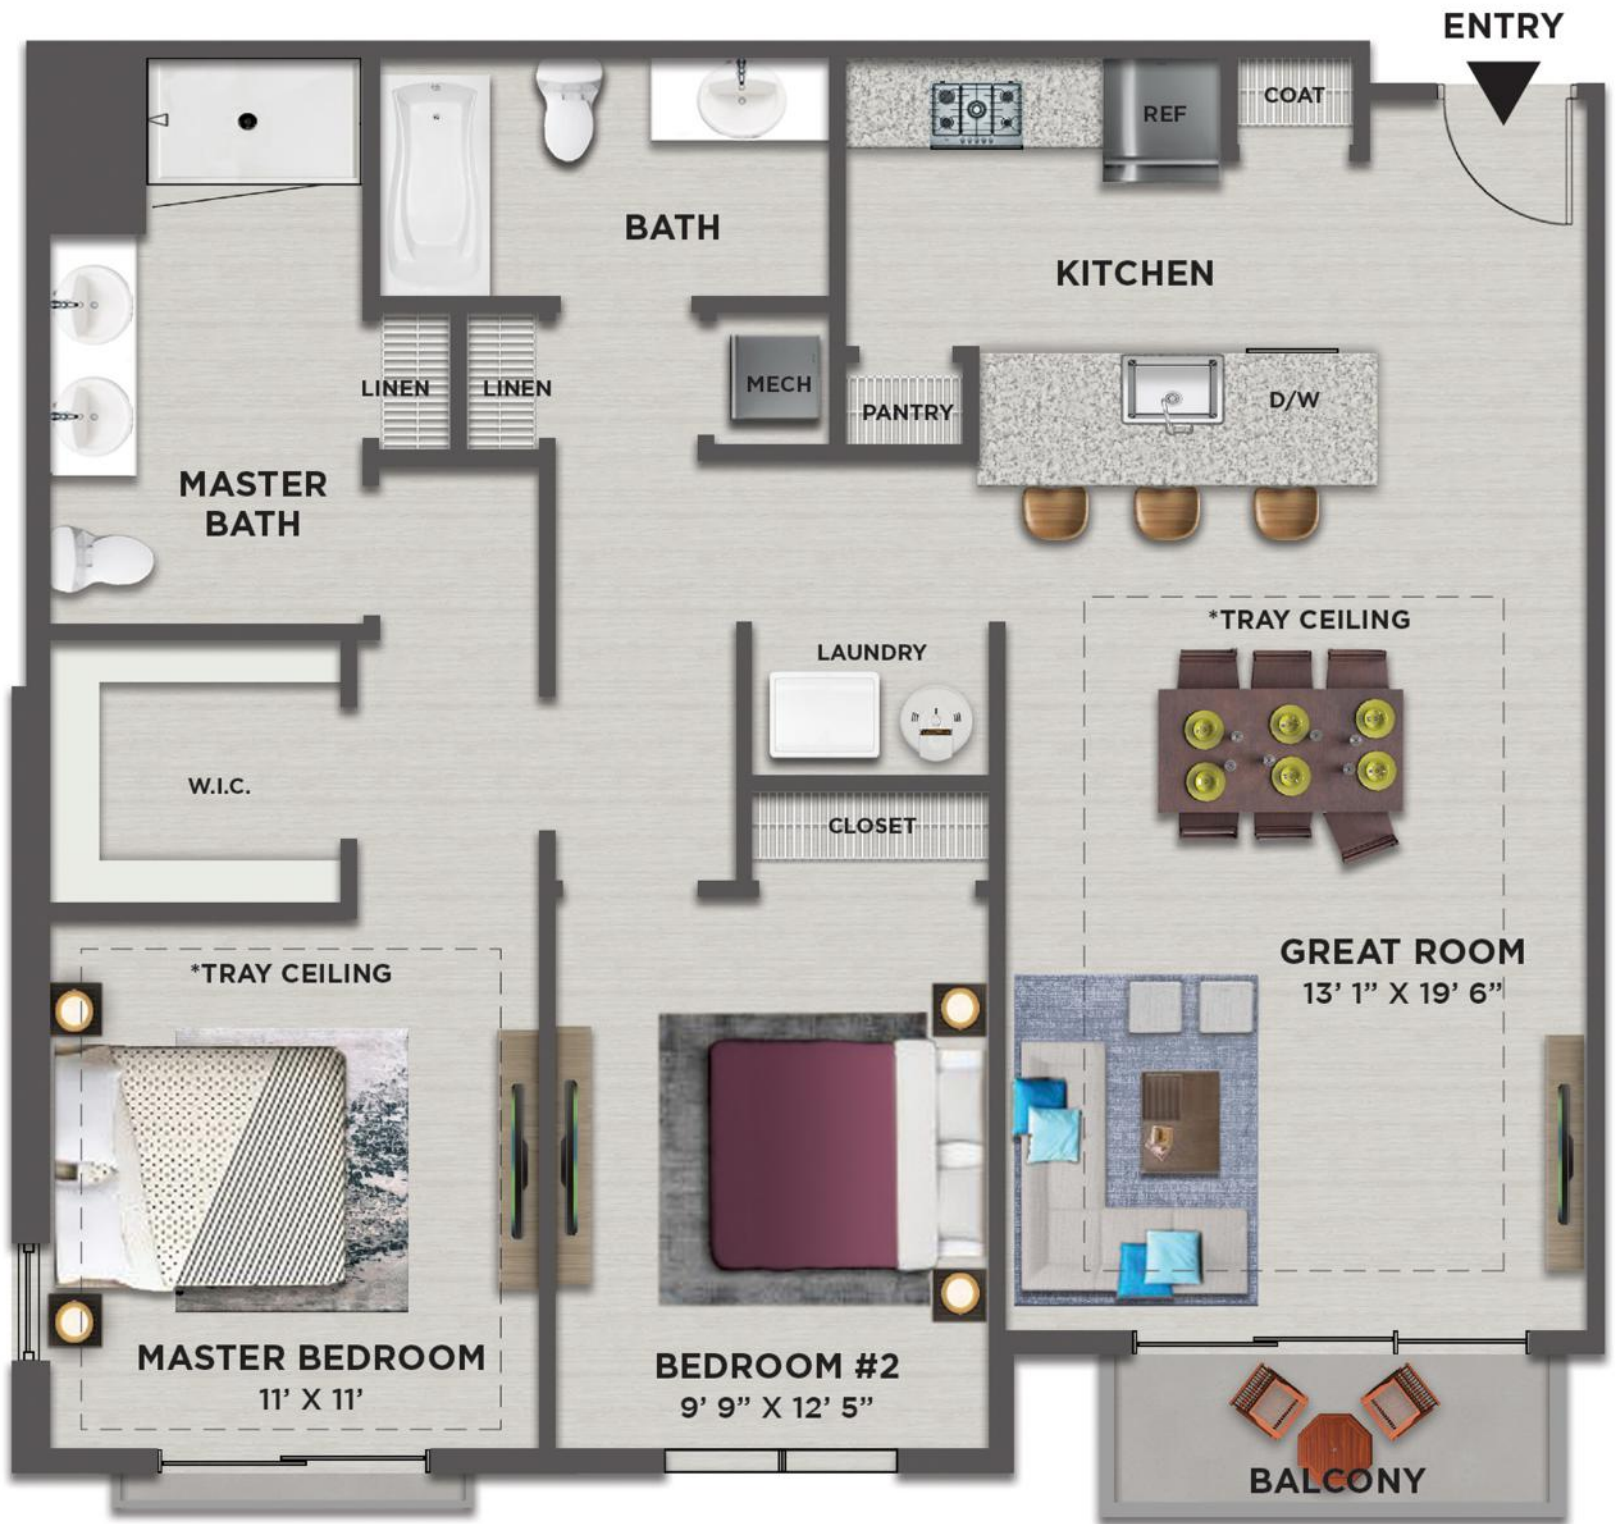 ENTRY
COAT
REF
BATH
KITCHEN
LINEN
LINEN
MECH
PANTRY
D/W
MASTER
BATH
*TRAY CEILING
LAUNDRY
W.I.C.
CLOSET
GREAT ROOM
13' 1” X 19' 6”
*TRAY CEILING
MASTER BEDROOM
11' X 11'
BEDROOM #2
9' 9” X 12' 5”
BALCONY